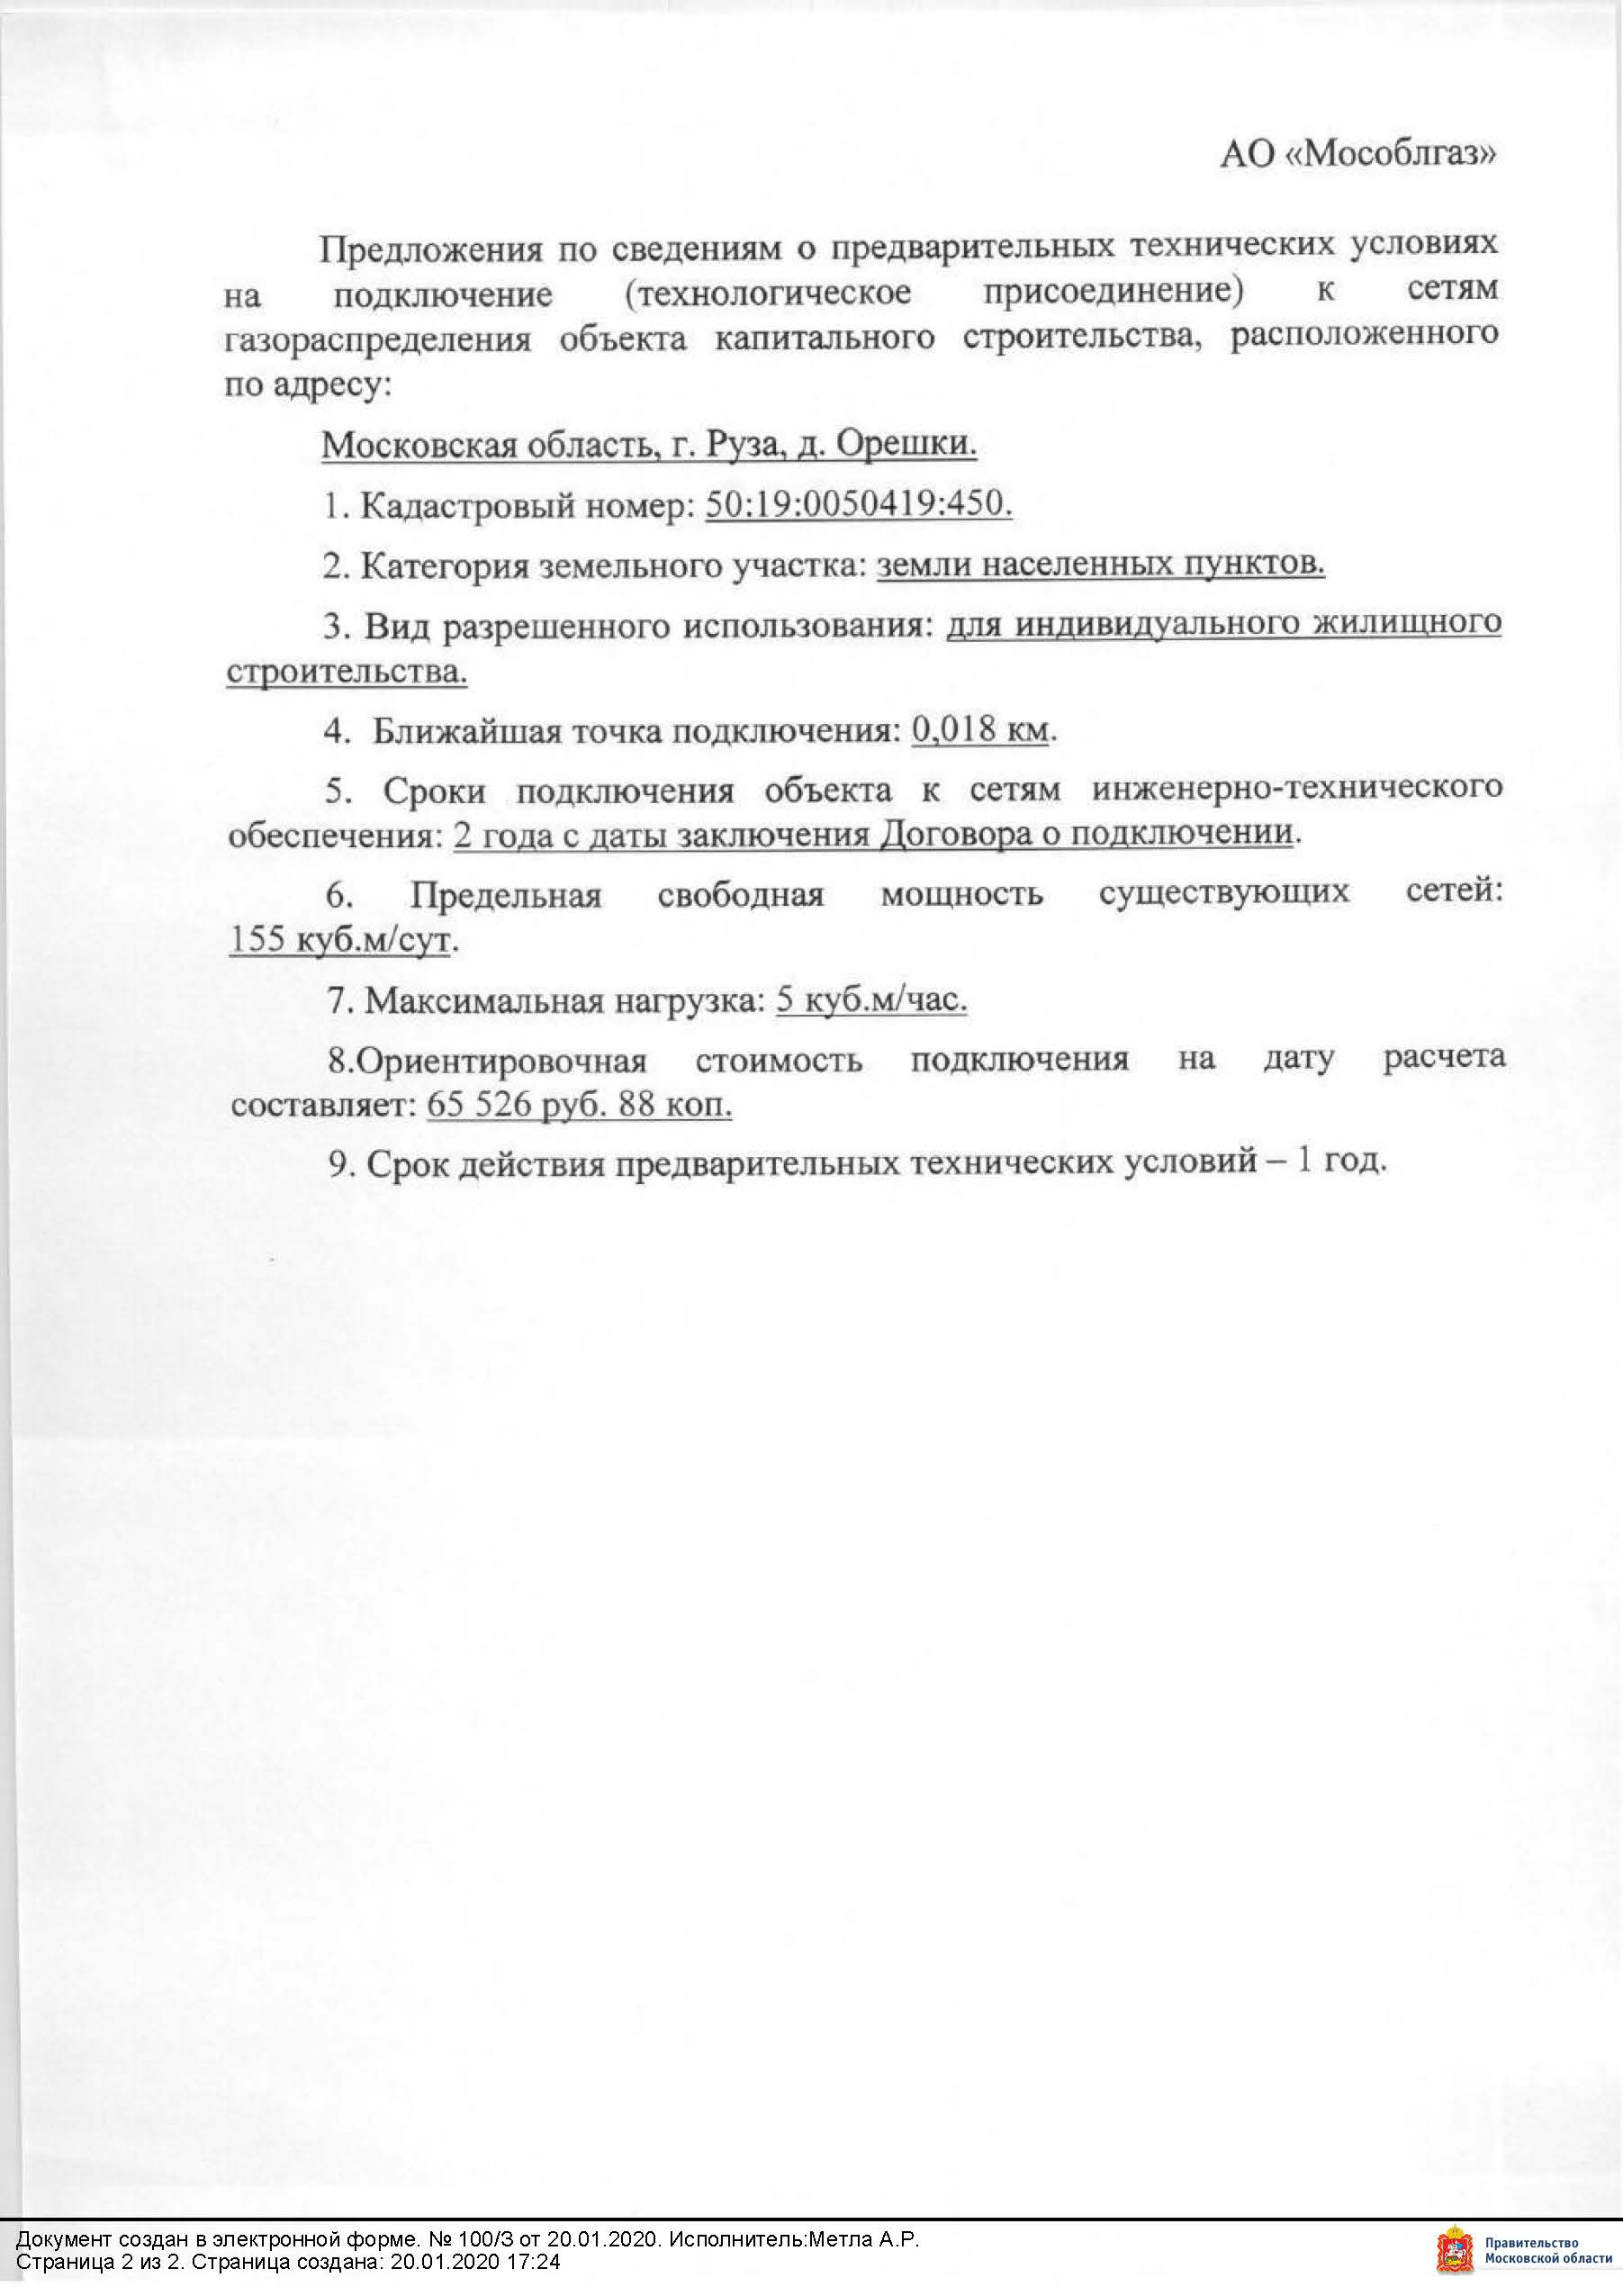 АО «Мособлгаз»
Предложения по сведениям о предварительных технических условиях
на подключение (технологическое присоединение) к сетям
газораспределения объекта капитального строительства, расположенного
по адресу:
Московская область, г. Руза, д. Орешки.
1. Кадастровый номер: 50:19:0050419:450.
2. Категория земельного участка: земли населенных пунктов.
3. Вид разрешенного использования: для индивидуального жилищного
строительства.
4. Ближайшая точка подключения: 0,018 км.
5. Сроки подключения объекта к сетям инженерно-технического
обеспечения: 2 года с даты заключения Договора о подключении.
6. Предельная свободная мощность существующих сетей:
155 куб.м/сут.
7. Максимальная нагрузка: 5 куб.м/час.
8.Ориентировочная стоимость подключения на дату расчета
составляет: 65 526 руб. 88 коп.
9. Срок действия предварительных технических условий – 1 год.
Документ создан в электронной форме. № 100/3 от 20.01.2020. Исполнитель:Метла А.Р.
Страница 2 из 2. Страница создана: 20.01.2020 17:24
Правительство
Московской области